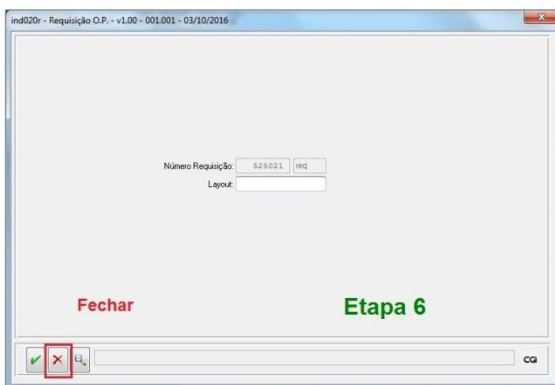 ind020r - Requisição O.P. - v1.00 - 001.001 - 03/10/2016
Número Requisição: 525021 req
Layout:
Fechar
Etapa 6
CQ